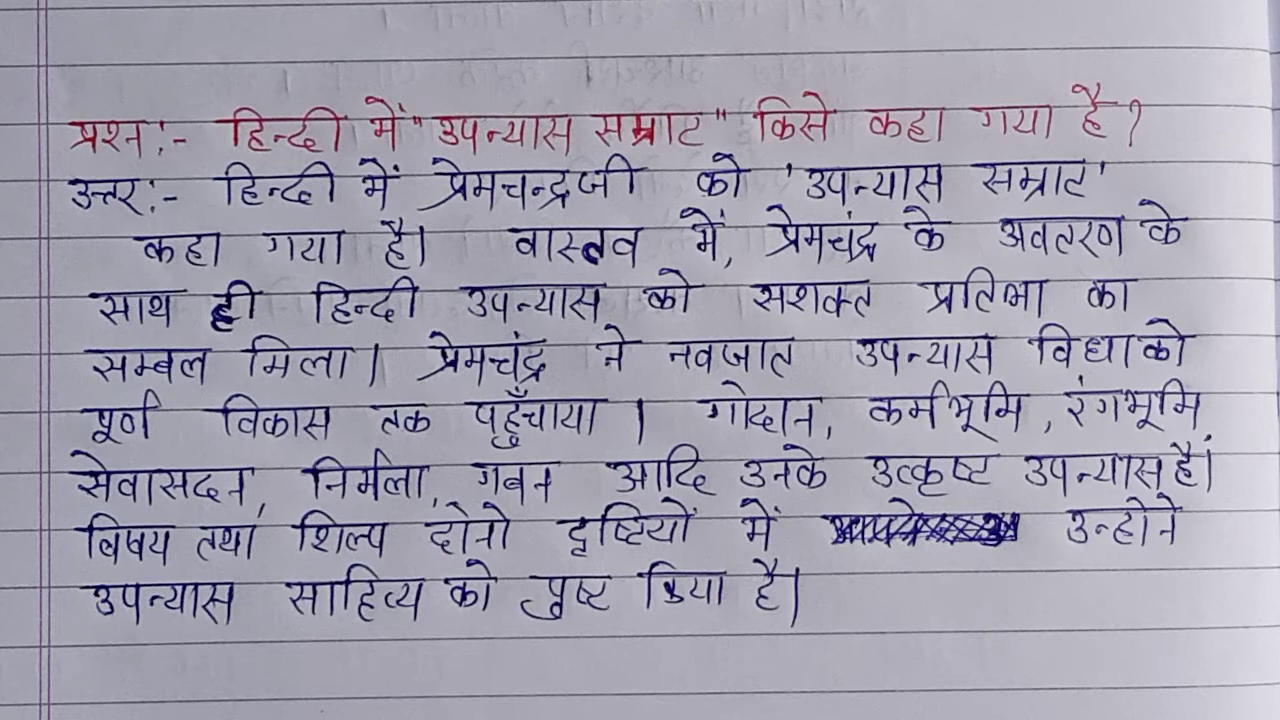 प्रश्न:- हिन्दी में "उपन्यास सम्राट" किसे कहा गया है?
उत्तर:- हिन्दी में प्रेमचन्द्रजी को 'उपन्यास सम्राट'
कहा गया है। वास्तव में, प्रेमचंद्र के अवतरण के
साथ ही हिन्दी उपन्यास को सशक्त प्रतिभा का
सम्बल मिला। प्रेमचंद्र ने नवजात उपन्यास विधा को
पूर्ण विकास तक पहुँचाया। गोदान, कर्मभूमि, रंगभूमि,
सेवासदन, निर्मला, गबन आदि उनके उत्कृष्ट उपन्यास हैं।
विषय तथा शिल्प दोनो दृष्टियों में उन्होने
उपन्यास साहित्य को पुष्ट किया है।